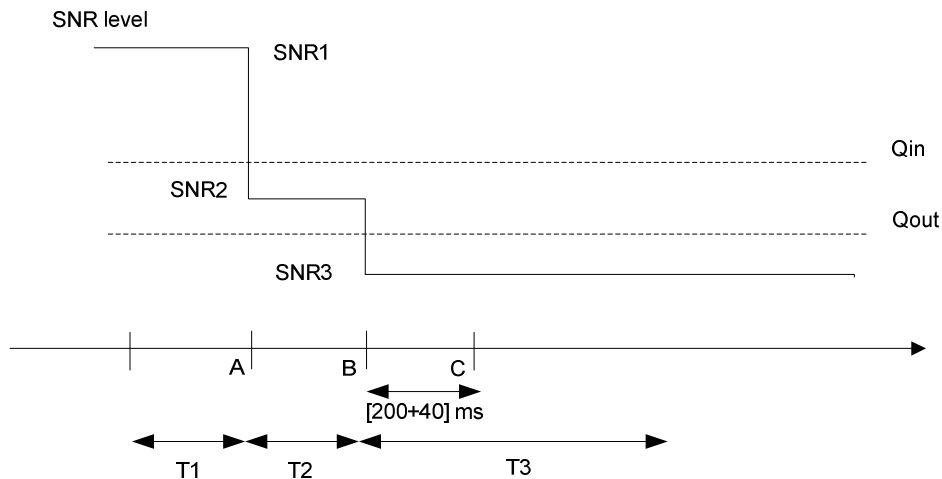 SNR level
SNR1
Qin
SNR2
Qout
SNR3
A
B
C
[200+40] ms
T1
T2
T3